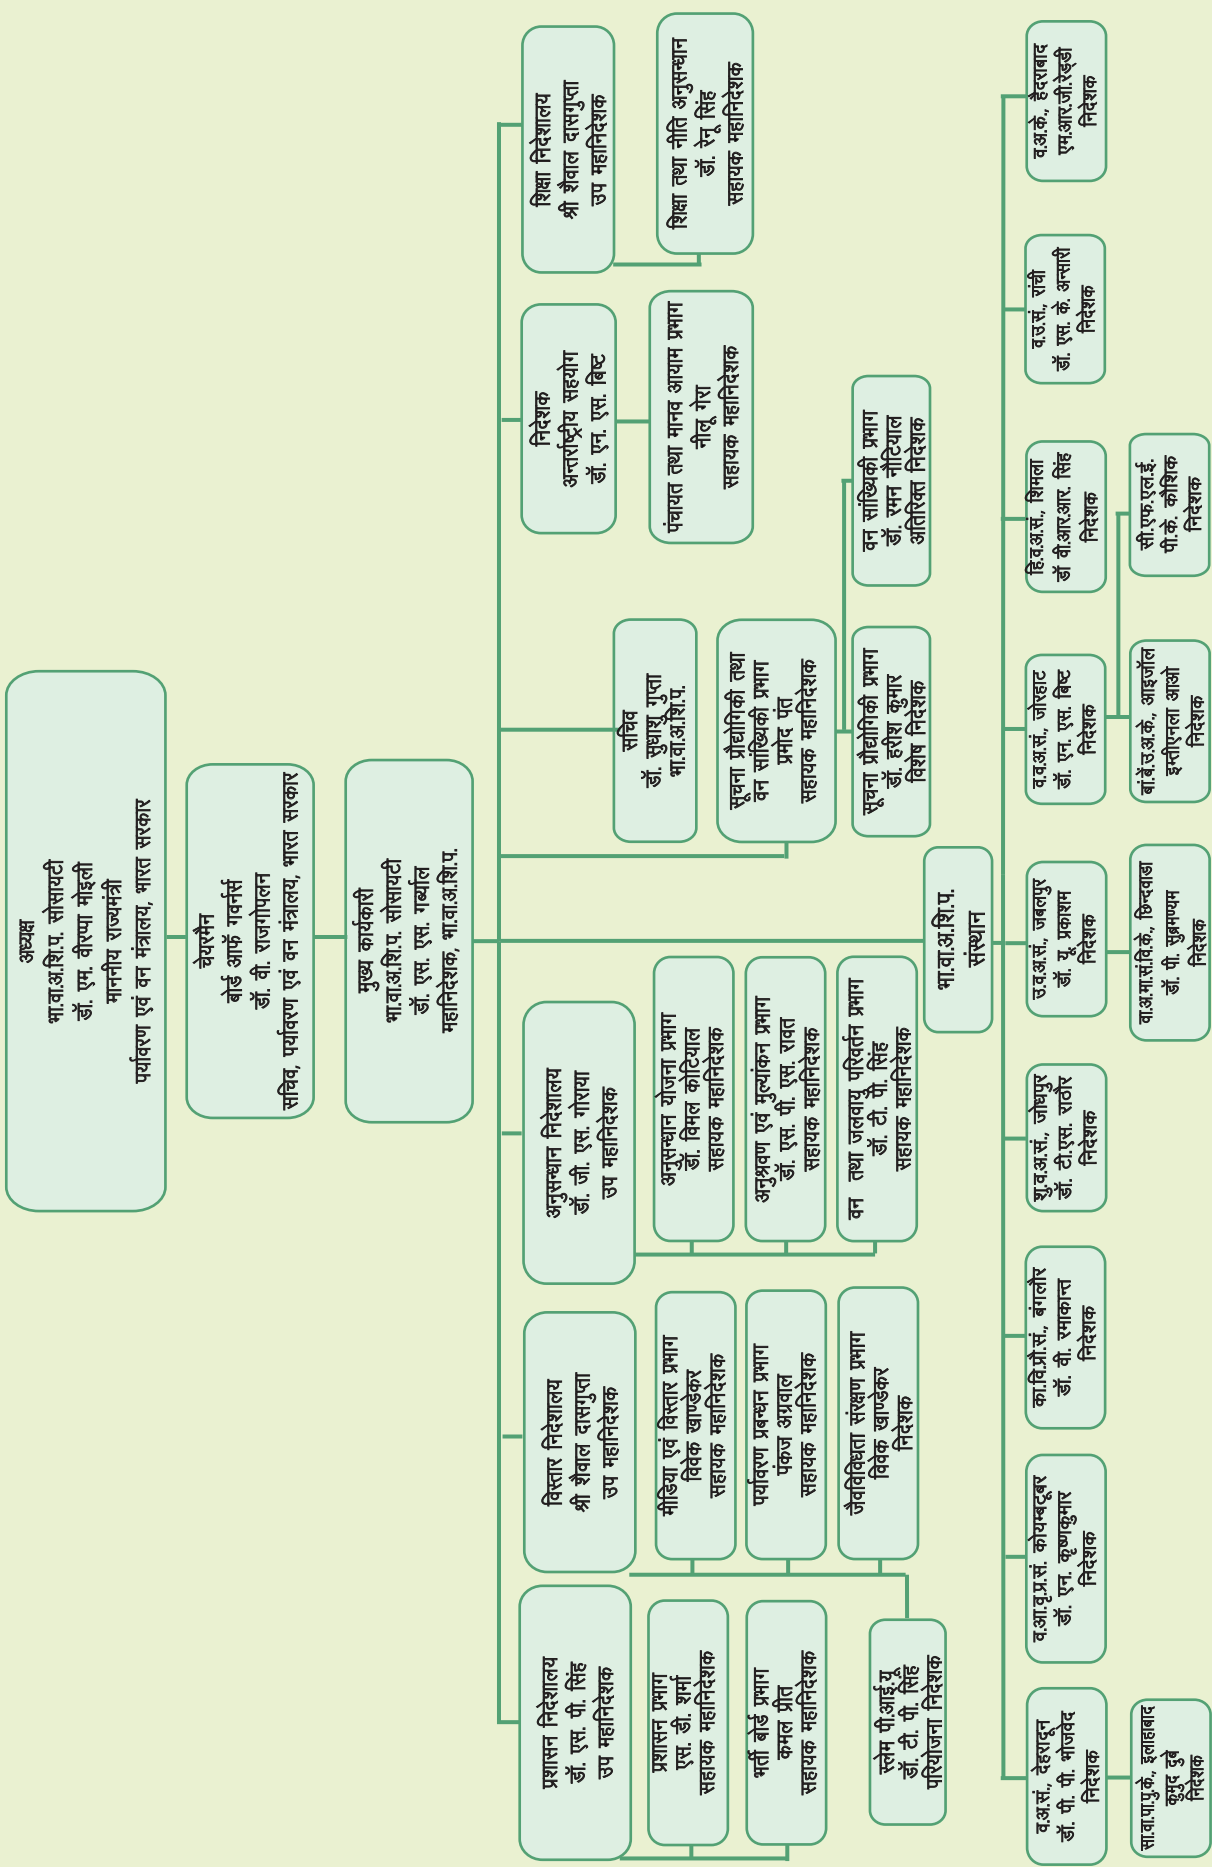 अध्यक्ष
भा.वा.अ.शि.प. सोसायटी
डॉ. एम. वीरप्पा मोइली
माननीय राज्यमंत्री
पर्यावरण एवं वन मंत्रालय, भारत सरकार
चेयरमैन
बोर्ड आफॅ गवर्नर्स
डॉ. वी. राजगोपलन
सचिव, पर्यावरण एवं वन मंत्रालय, भारत सरकार
मुख्य कार्यकारी
भा.वा.अ.शि.प. सोसायटी
डॉ. एस. एस. गर्ब्याल
महानिदेशक, भा.वा.अ.शि.प.
प्रशासन निदेशालय
डॉ. एस. पी. सिंह
उप महानिदेशक
प्रशासन प्रभाग
एस. डी. शर्मा
सहायक महानिदेशक
भर्ती बोर्ड प्रभाग
कमल प्रीत
सहायक महानिदेशक
विस्तार निदेशालय
श्री शैवाल दासगुप्ता
उप महानिदेशक
मीडिया एवं विस्तार प्रभाग
विवेक खाण्डेकर
सहायक महानिदेशक
पर्यावरण प्रबन्धन प्रभाग
पंकज अग्रवाल
सहायक महानिदेशक
जैवविविधता संरक्षण प्रभाग
विवेक खाण्डेकर
निदेशक
स्लेम पी.आई.यू
डॉ. टी. पी. सिंह
परियोजना निदेशक
अनुसन्धान निदेशालय
डॉ. जी. एस. गोराया
उप महानिदेशक
अनुसन्धान योजना प्रभाग
डॉ. विमल कोटियाल
सहायक महानिदेशक
अनुश्रवण एवं मुल्यांकन प्रभाग
डॉ. एस. पी. एस. रावत
सहायक महानिदेशक
वन तथा जलवायु परिवर्तन प्रभाग
डॉ. टी. पी. सिंह
सहायक महानिदेशक
सचिव
डॉ. सुधाशु गुप्ता
भा.वा.अ.शि.प.
सूचना प्रौद्योगिकी तथा
वन सांख्यिकी प्रभाग
प्रमोद पंत
सहायक महानिदेशक
सूचना प्रौद्योगिकी प्रभाग
डॉ. हरीश कुमार
विशेष निदेशक
वन सांख्यिकी प्रभाग
डॉ. रमन नौटियाल
अतिरिक्त निदेशक
निदेशक
अन्तर्राष्ट्रीय सहयोग
डॉ. एन. एस. बिष्ट
पंचायत तथा मानव आयाम प्रभाग
नीलू गेरा
सहायक महानिदेशक
शिक्षा निदेशालय
श्री शैवाल दासगुप्ता
उप महानिदेशक
शिक्षा तथा नीति अनुसन्धान
डॉ. रेनू सिंह
सहायक महानिदेशक
भा.वा.अ.शि.प.
संस्थान
व.अ.सं., देहरादून
डॉ. पी. पी. भोजवेद
निदेशक
सा.वा.पा.पु.के., इलाहाबाद
कुमुद दुबे
निदेशक
व.आ.वृ.प्र.सं. कोयम्बटूबर
डॉ. एन. कृष्णकुमार
निदेशक
का.वि.प्रौ.सं., बंगलौर
डॉ. वी. रमाकान्त
निदेशक
शु.व.अ.सं., जोधपुर
डॉ. टी.एस. राठौर
निदेशक
उ.व.अ.सं., जबलपुर
डॉ. यू. प्रकाशम
निदेशक
वा.अ.मा.सं.वि.के., छिन्दवाडा
डॉ. पी. सुब्रमण्यम
निदेशक
व.व.अ.सं., जोरहाट
डॉ. एन. एस. बिष्ट
निदेशक
बां.बें.उ.अ.के., आइजॉल
इम्तीएनला आओ
निदेशक
सी.एफ.एल.ई.
पी.के. कौशिक
निदेशक
हि.व.अ.सं., शिमला
डॉ वी.आर.आर. सिंह
निदेशक
व.उ.सं., रांची
डॉ. एस. के. अन्सारी
निदेशक
व.अ.के., हैदराबाद
एम.आर.जी.रेड्डी
निदेशक